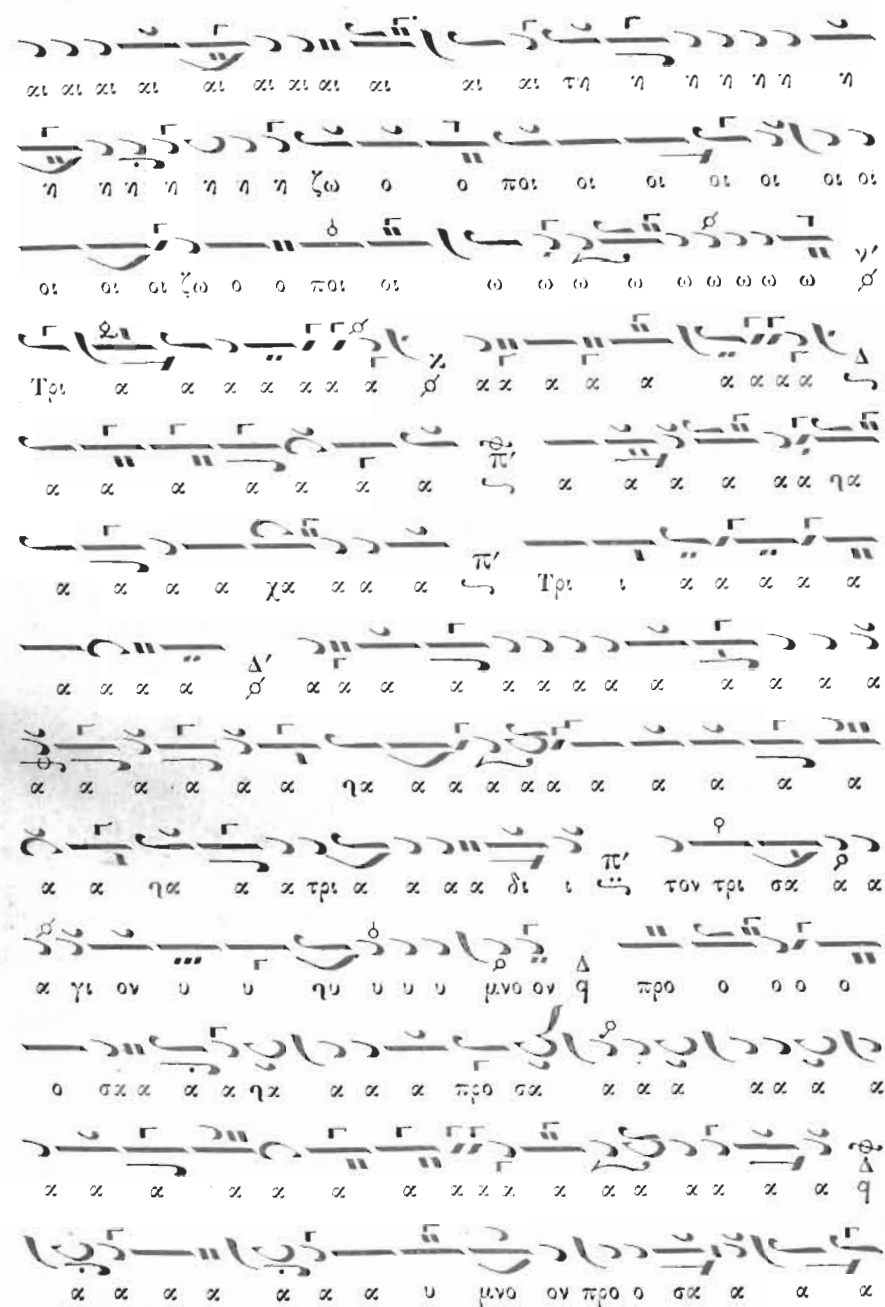 αι αι αι αι αι αι αι αι αι αι αι τη η η η η η η
η η η η η η η ζω ο ο ποι οι οι οι οι οι οι
οι οι οι ζω ο ο ποι οι ω ω ω ω ω ω ω ω ν'
Τρι α α α α α α α χ α α α α α α α α α Δ
α α α α α α α π' α α α α α α ηα
α α α α χα α α α π' Τρι ι α α α α α
α α α α Δ' α α α α α α α α α α α α α
α α α α α α ηα α α α α α α α α α α
α α ηα α α τρι α α α α δι ι π' τον τρι σα α α
α γι ον υ υ ηυ υ υ υ μνο ον Δ q προ ο ο ο ο
ο σα α α α ηα α α α προ σα α α α α α α α
α α α α α α α α α α α α α α α α α Δ q
α α α α α α α υ μνο ον προ ο σα α α α